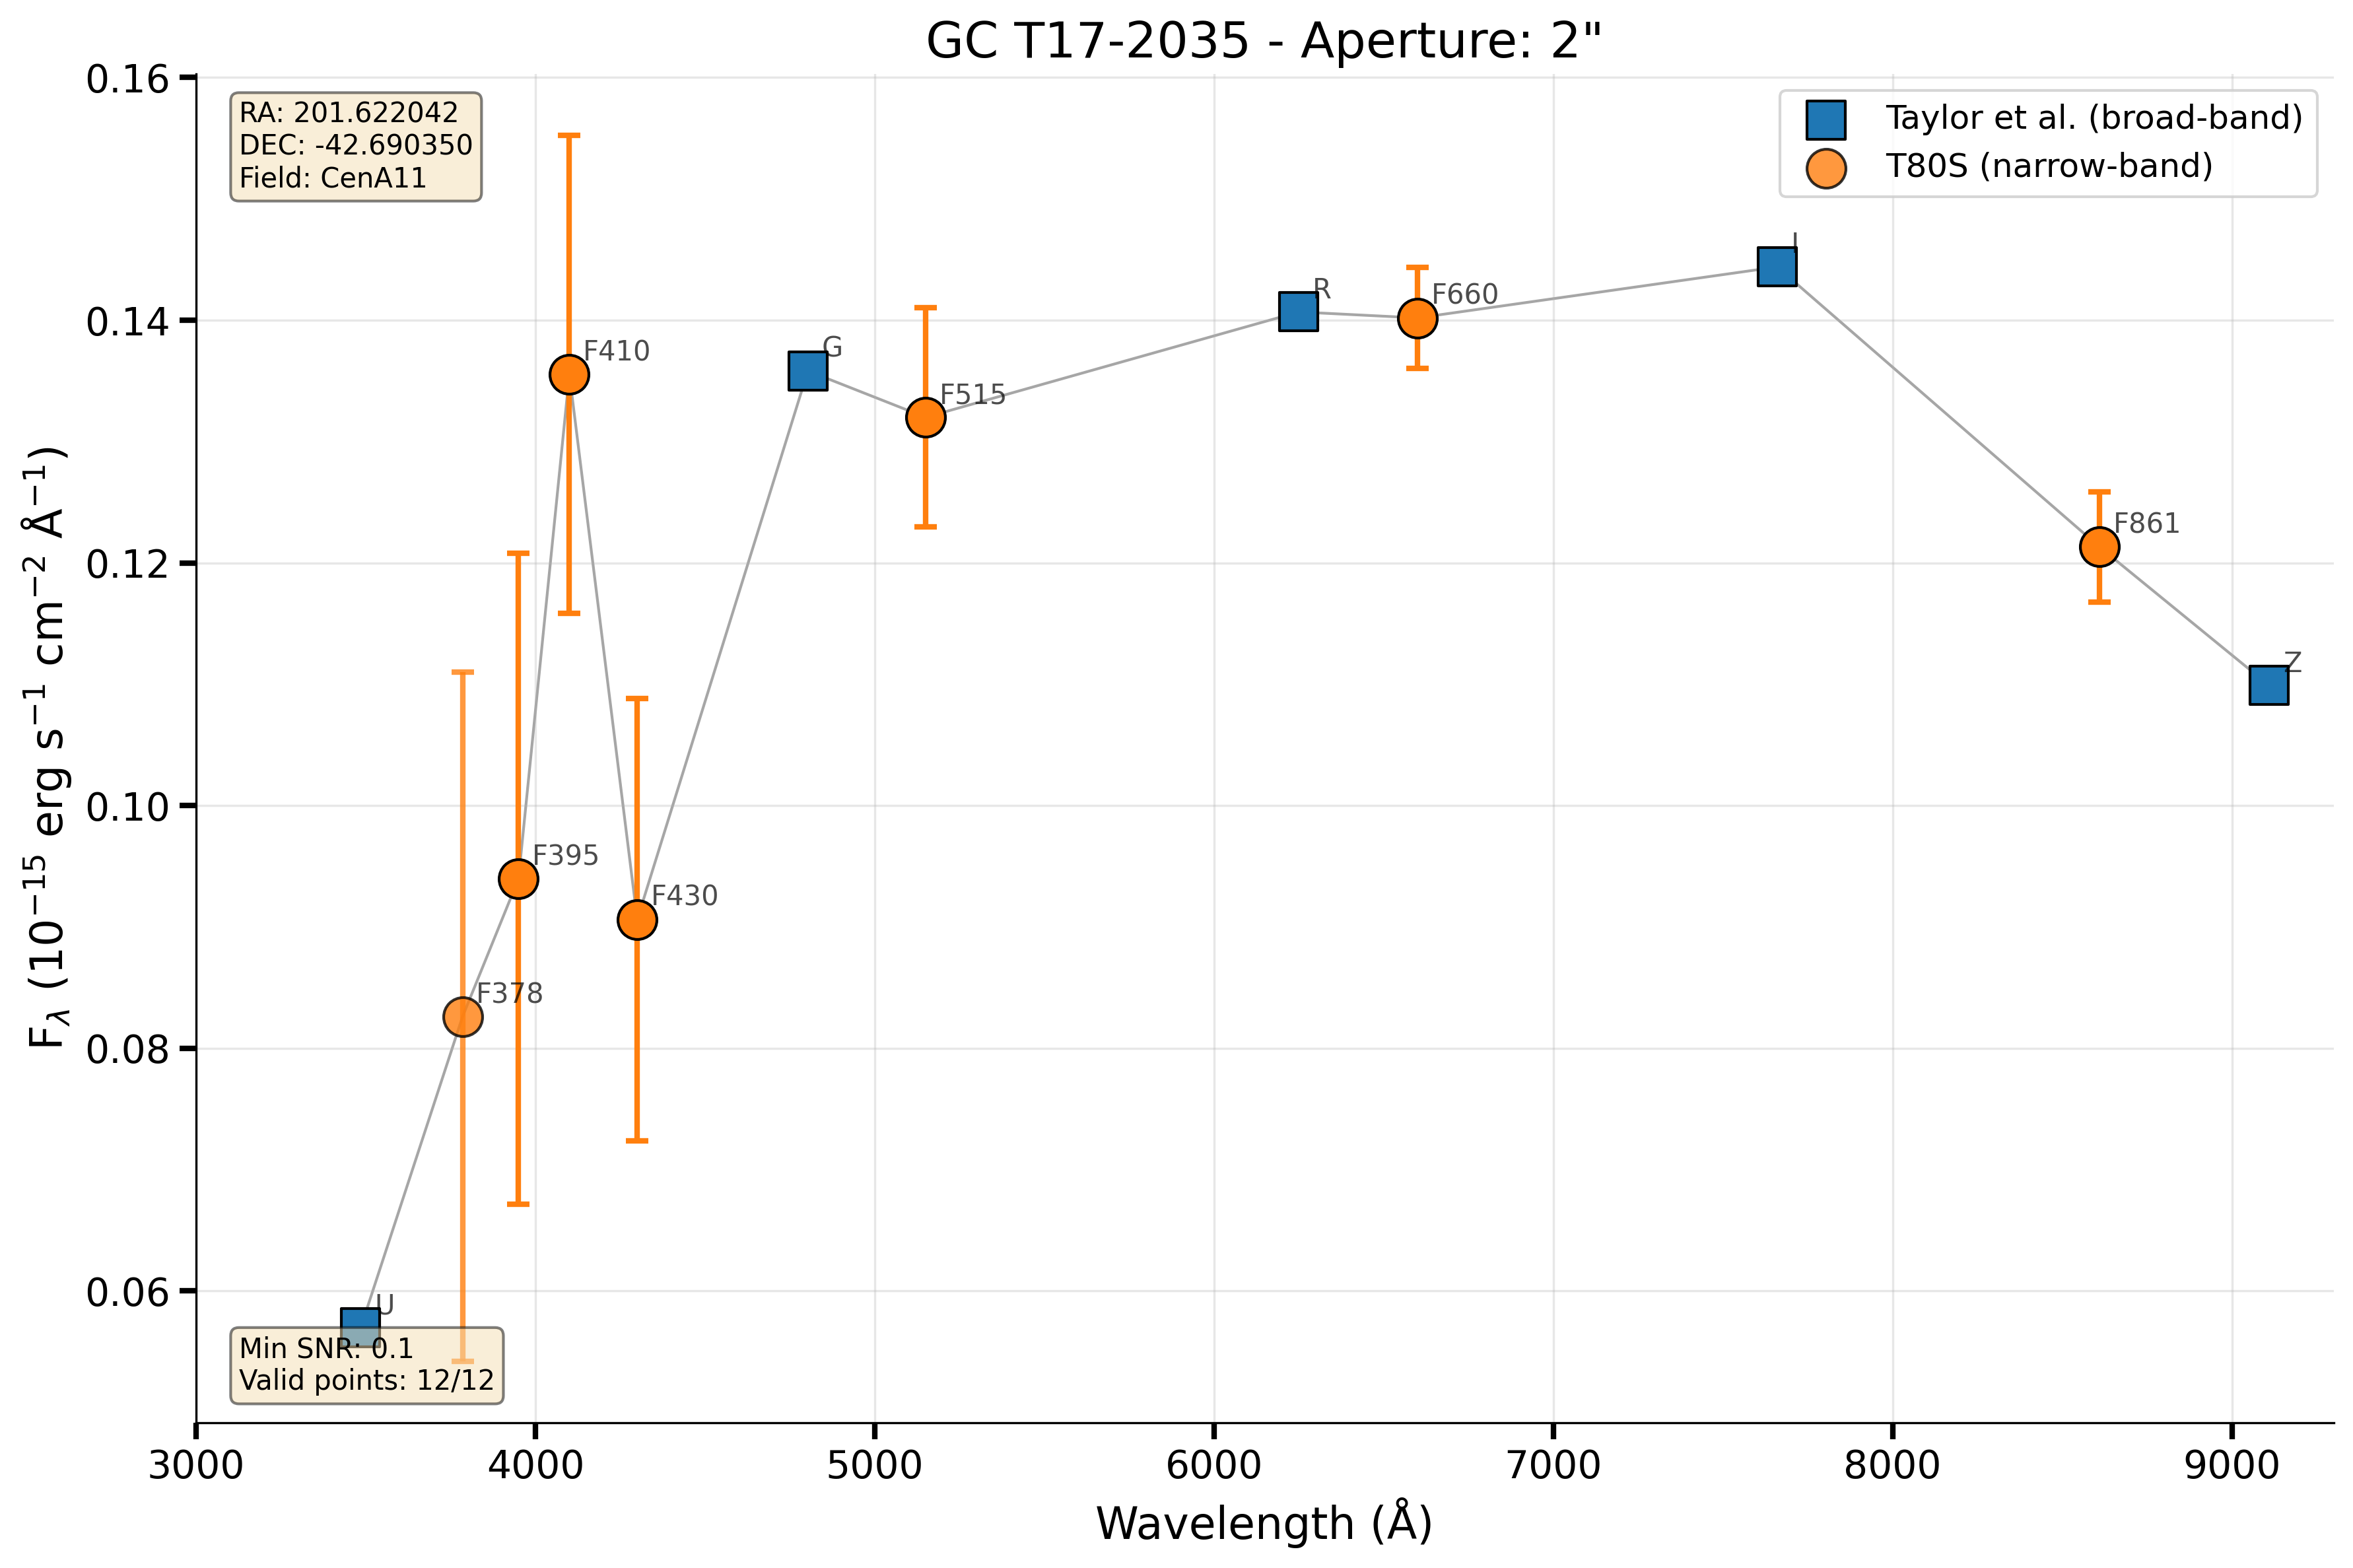 GC T17-2035 - Aperture: 2"
RA: 201.622042
DEC: -42.690350
Field: CenA11
Taylor et al. (broad-band)
T80S (narrow-band)
0.16
0.14
0.12
0.10
0.08
0.06
F_λ (10⁻¹⁵ erg s⁻¹ cm⁻² Å⁻¹)
U
F378
F395
F410
F430
G
F515
R
F660
I
F861
Z
Min SNR: 0.1
Valid points: 12/12
3000 4000 5000 6000 7000 8000 9000
Wavelength (Å)